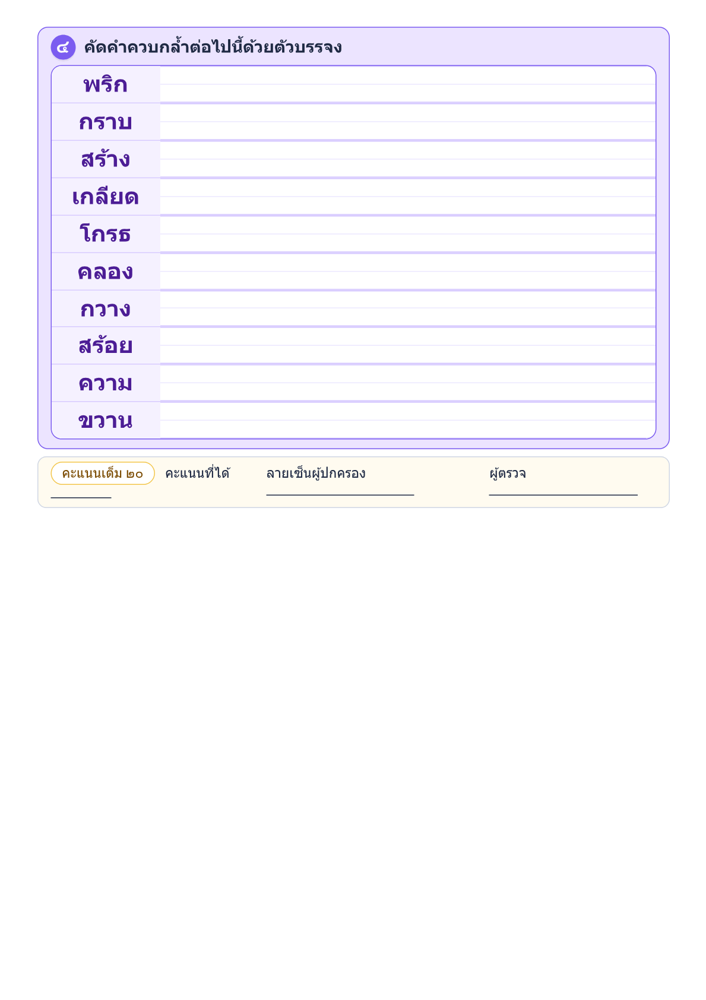 ๔ คัดคำควบกล้ำต่อไปนี้ด้วยตัวบรรจง
พริก
กราบ
สร้าง
เกลียด
โกรธ
คลอง
กวาง
สร้อย
ความ
ขวาน
คะแนนเต็ม ๒๐ คะแนนที่ได้ ลายเซ็นผู้ปกครอง ผู้ตรวจ